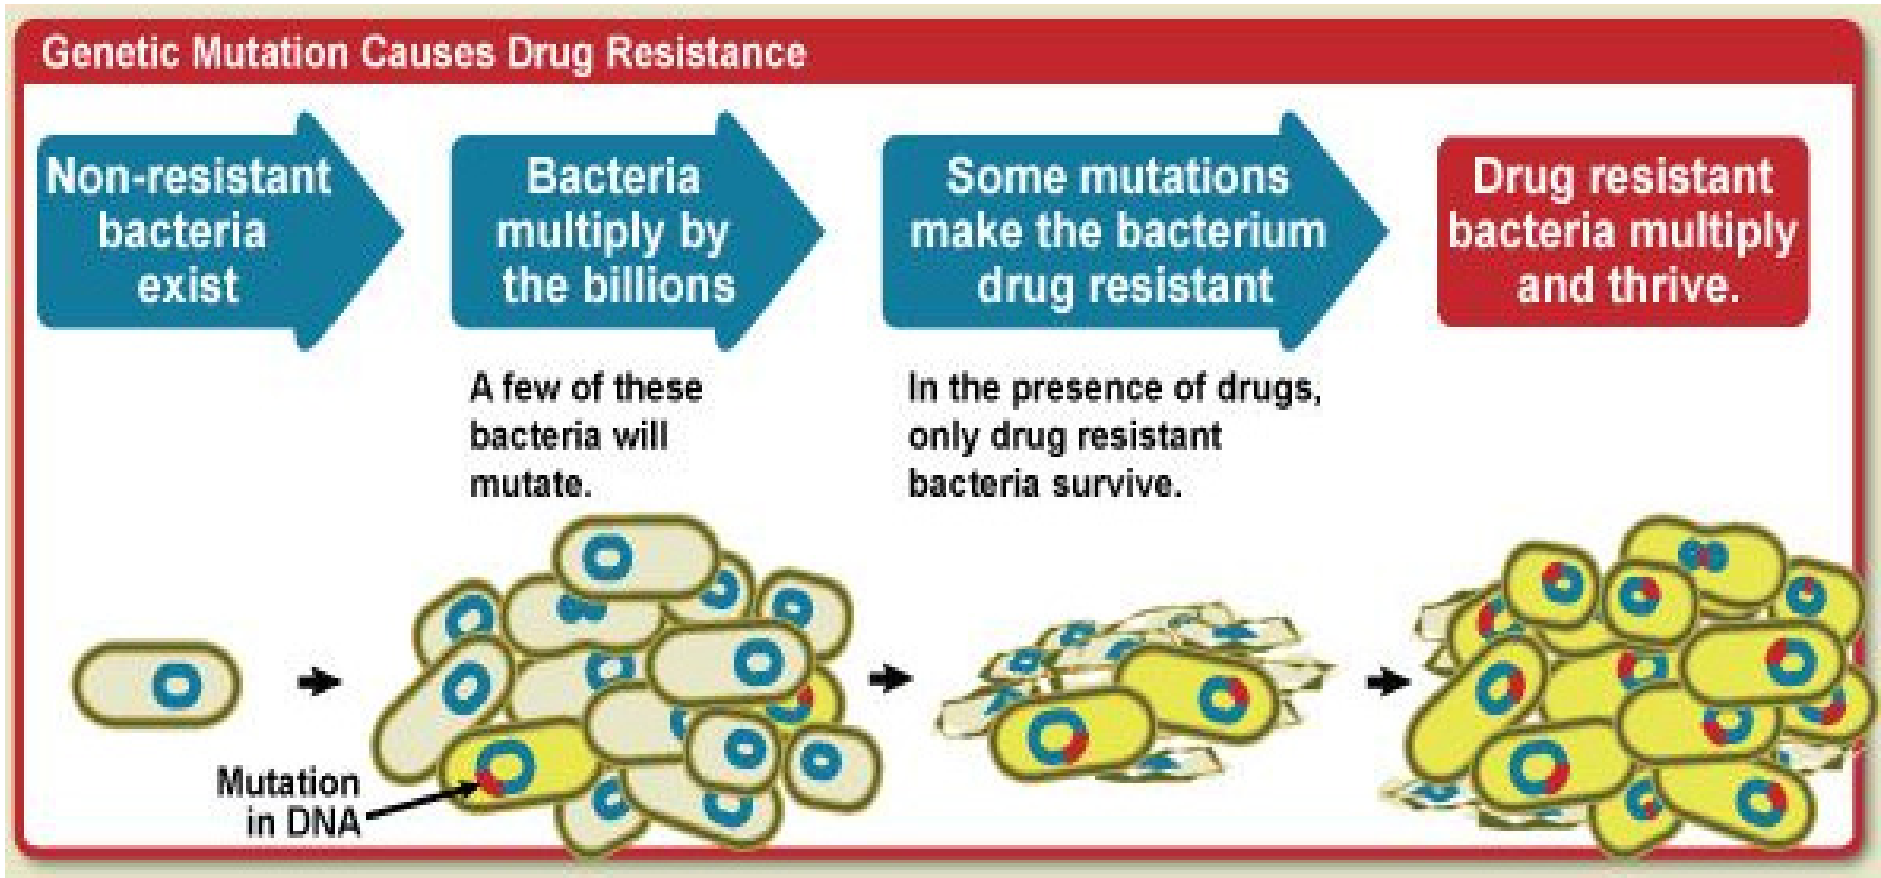 Genetic Mutation Causes Drug Resistance
Non-resistant
bacteria
exist
Bacteria
multiply by
the billions
Some mutations
make the bacterium
drug resistant
Drug resistant
bacteria multiply
and thrive.
A few of these
bacteria will
mutate.
In the presence of drugs,
only drug resistant
bacteria survive.
Mutation
in DNA